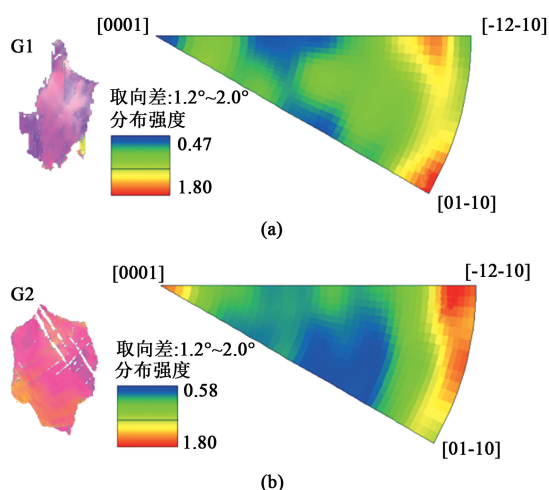 [0001]
[-12-10]
G1
取向差:1.2°~2.0°
分布强度
0.47
1.80
[01-10]
(a)
[0001]
[-12-10]
G2
取向差:1.2°~2.0°
分布强度
0.58
1.80
[01-10]
(b)